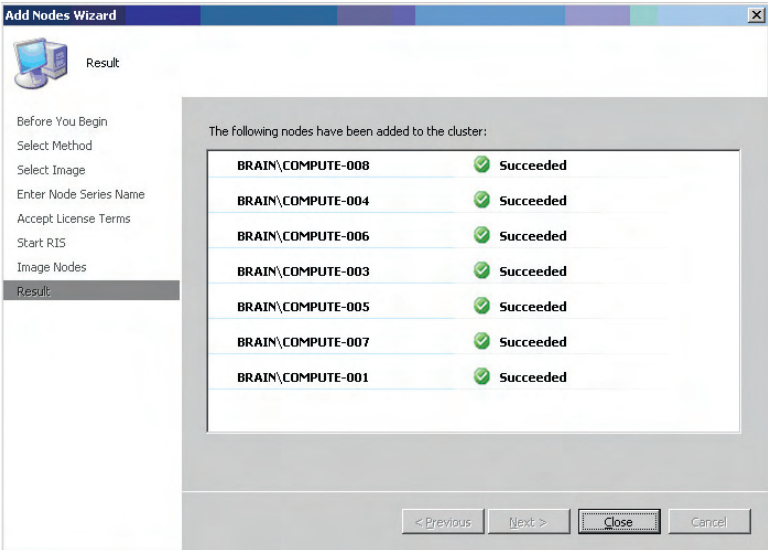 Add Nodes Wizard
Result
Before You Begin
Select Method
Select Image
Enter Node Series Name
Accept License Terms
Start RIS
Image Nodes
Result
The following nodes have been added to the cluster:
BRAIN\COMPUTE-008 Succeeded
BRAIN\COMPUTE-004 Succeeded
BRAIN\COMPUTE-006 Succeeded
BRAIN\COMPUTE-003 Succeeded
BRAIN\COMPUTE-005 Succeeded
BRAIN\COMPUTE-007 Succeeded
BRAIN\COMPUTE-001 Succeeded
< Previous Next > Close Cancel